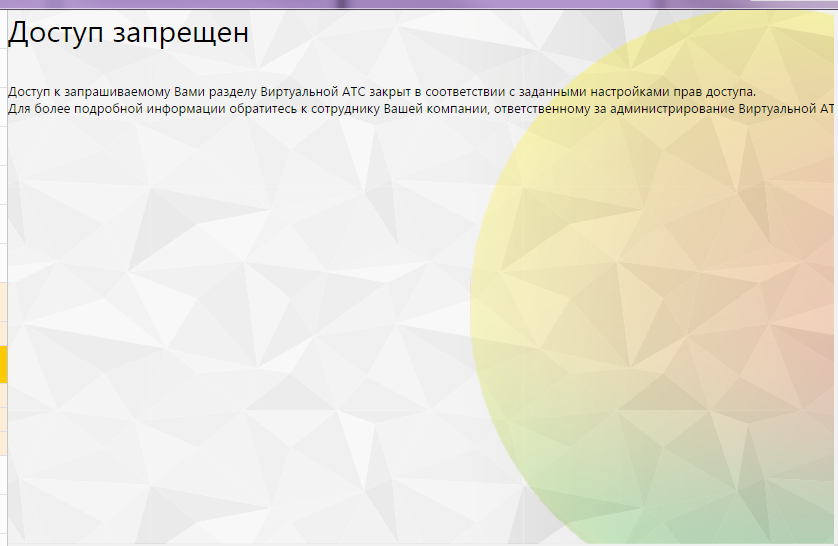 Доступ запрещен
Доступ к запрашиваемому Вами разделу Виртуальной АТС закрыт в соответствии с заданными настройками прав доступа.
Для более подробной информации обратитесь к сотруднику Вашей компании, ответственному за администрирование Виртуальной АТ